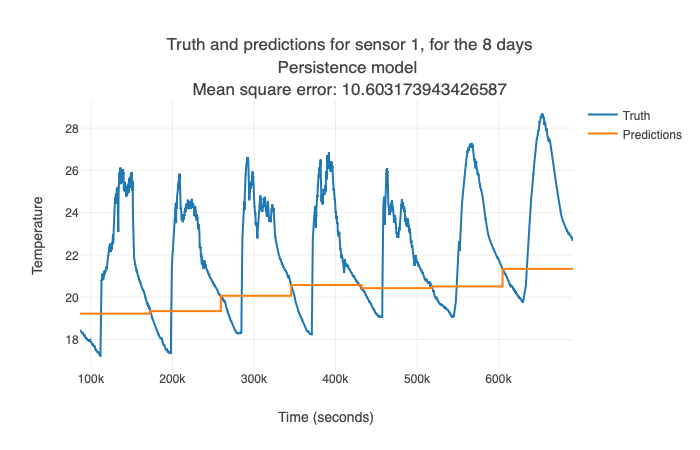 Truth and predictions for sensor 1, for the 8 days
Persistence model
Mean square error: 10.603173943426587
Truth
Predictions
28
26
24
22
20
18
Temperature
100k 200k 300k 400k 500k 600k
Time (seconds)